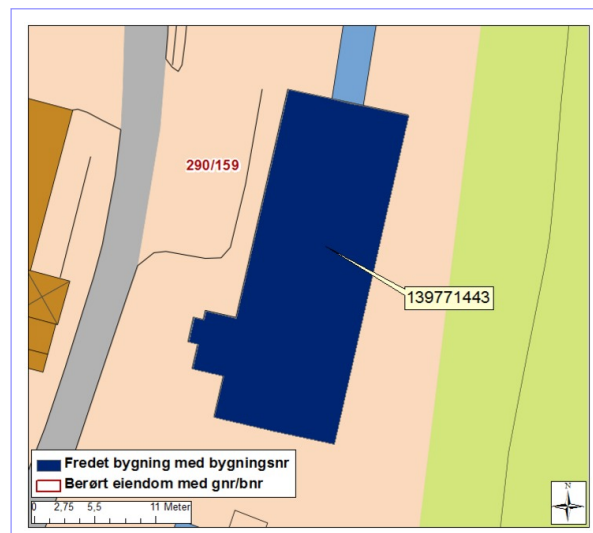 290/159
139771443
Fredet bygning med bygningsnr
Berørt eiendom med gnr/bnr
0 2,75 5,5 11 Meter
N